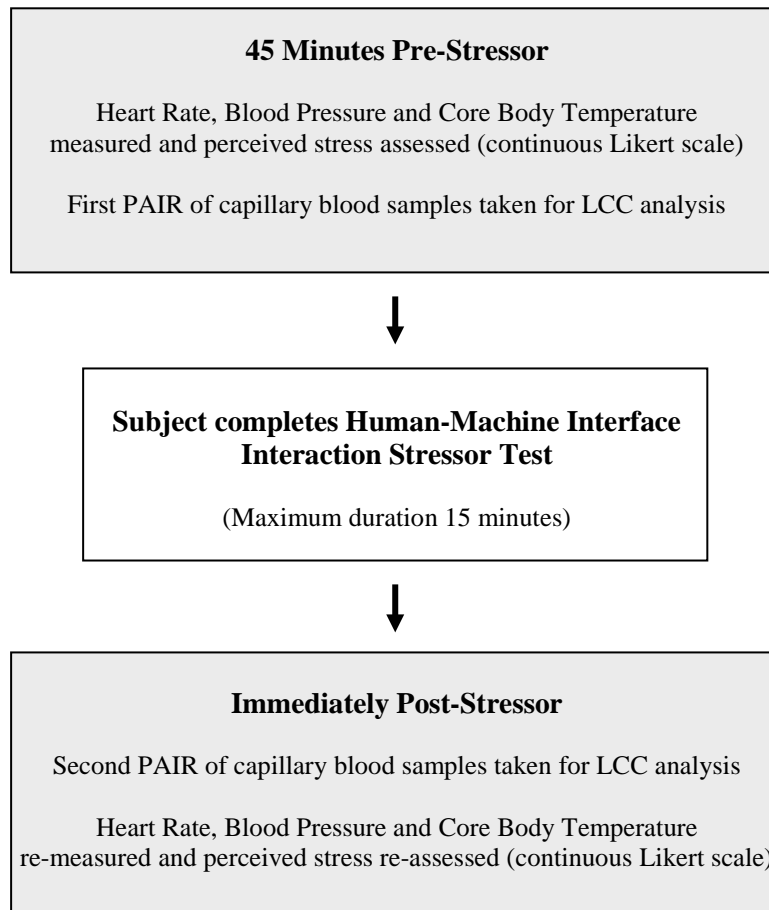 45 Minutes Pre-Stressor
Heart Rate, Blood Pressure and Core Body Temperature
measured and perceived stress assessed (continuous Likert scale)
First PAIR of capillary blood samples taken for LCC analysis
Subject completes Human-Machine Interface
Interaction Stressor Test
(Maximum duration 15 minutes)
Immediately Post-Stressor
Second PAIR of capillary blood samples taken for LCC analysis
Heart Rate, Blood Pressure and Core Body Temperature
re-measured and perceived stress re-assessed (continuous Likert scale)